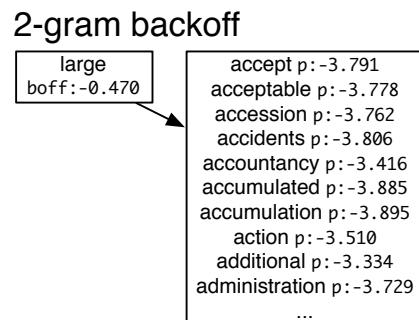 2-gram backoff
large
boff:-0.470
accept p:-3.791
acceptable p:-3.778
accession p:-3.762
accidents p:-3.806
accountancy p:-3.416
accumulated p:-3.885
accumulation p:-3.895
action p:-3.510
additional p:-3.334
administration p:-3.729
...